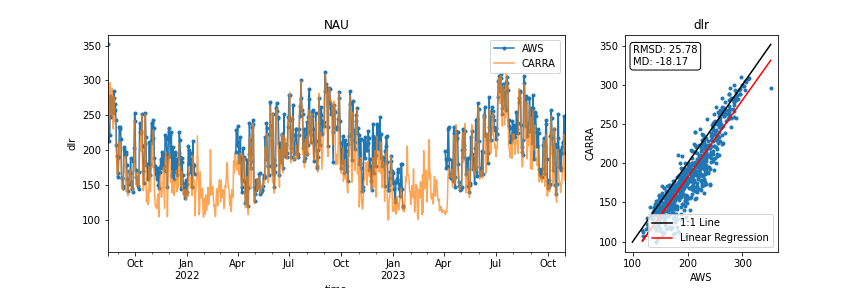 NAU
dlr
350
300
250
200
150
100
dlr
AWS
CARRA
Oct
Jan
2022
Apr
Jul
Oct
Jan
2023
Apr
Jul
Oct
time
dlr
RMSD: 25.78
MD: -18.17
350
300
250
200
150
100
CARRA
1:1 Line
Linear Regression
100
200
300
AWS